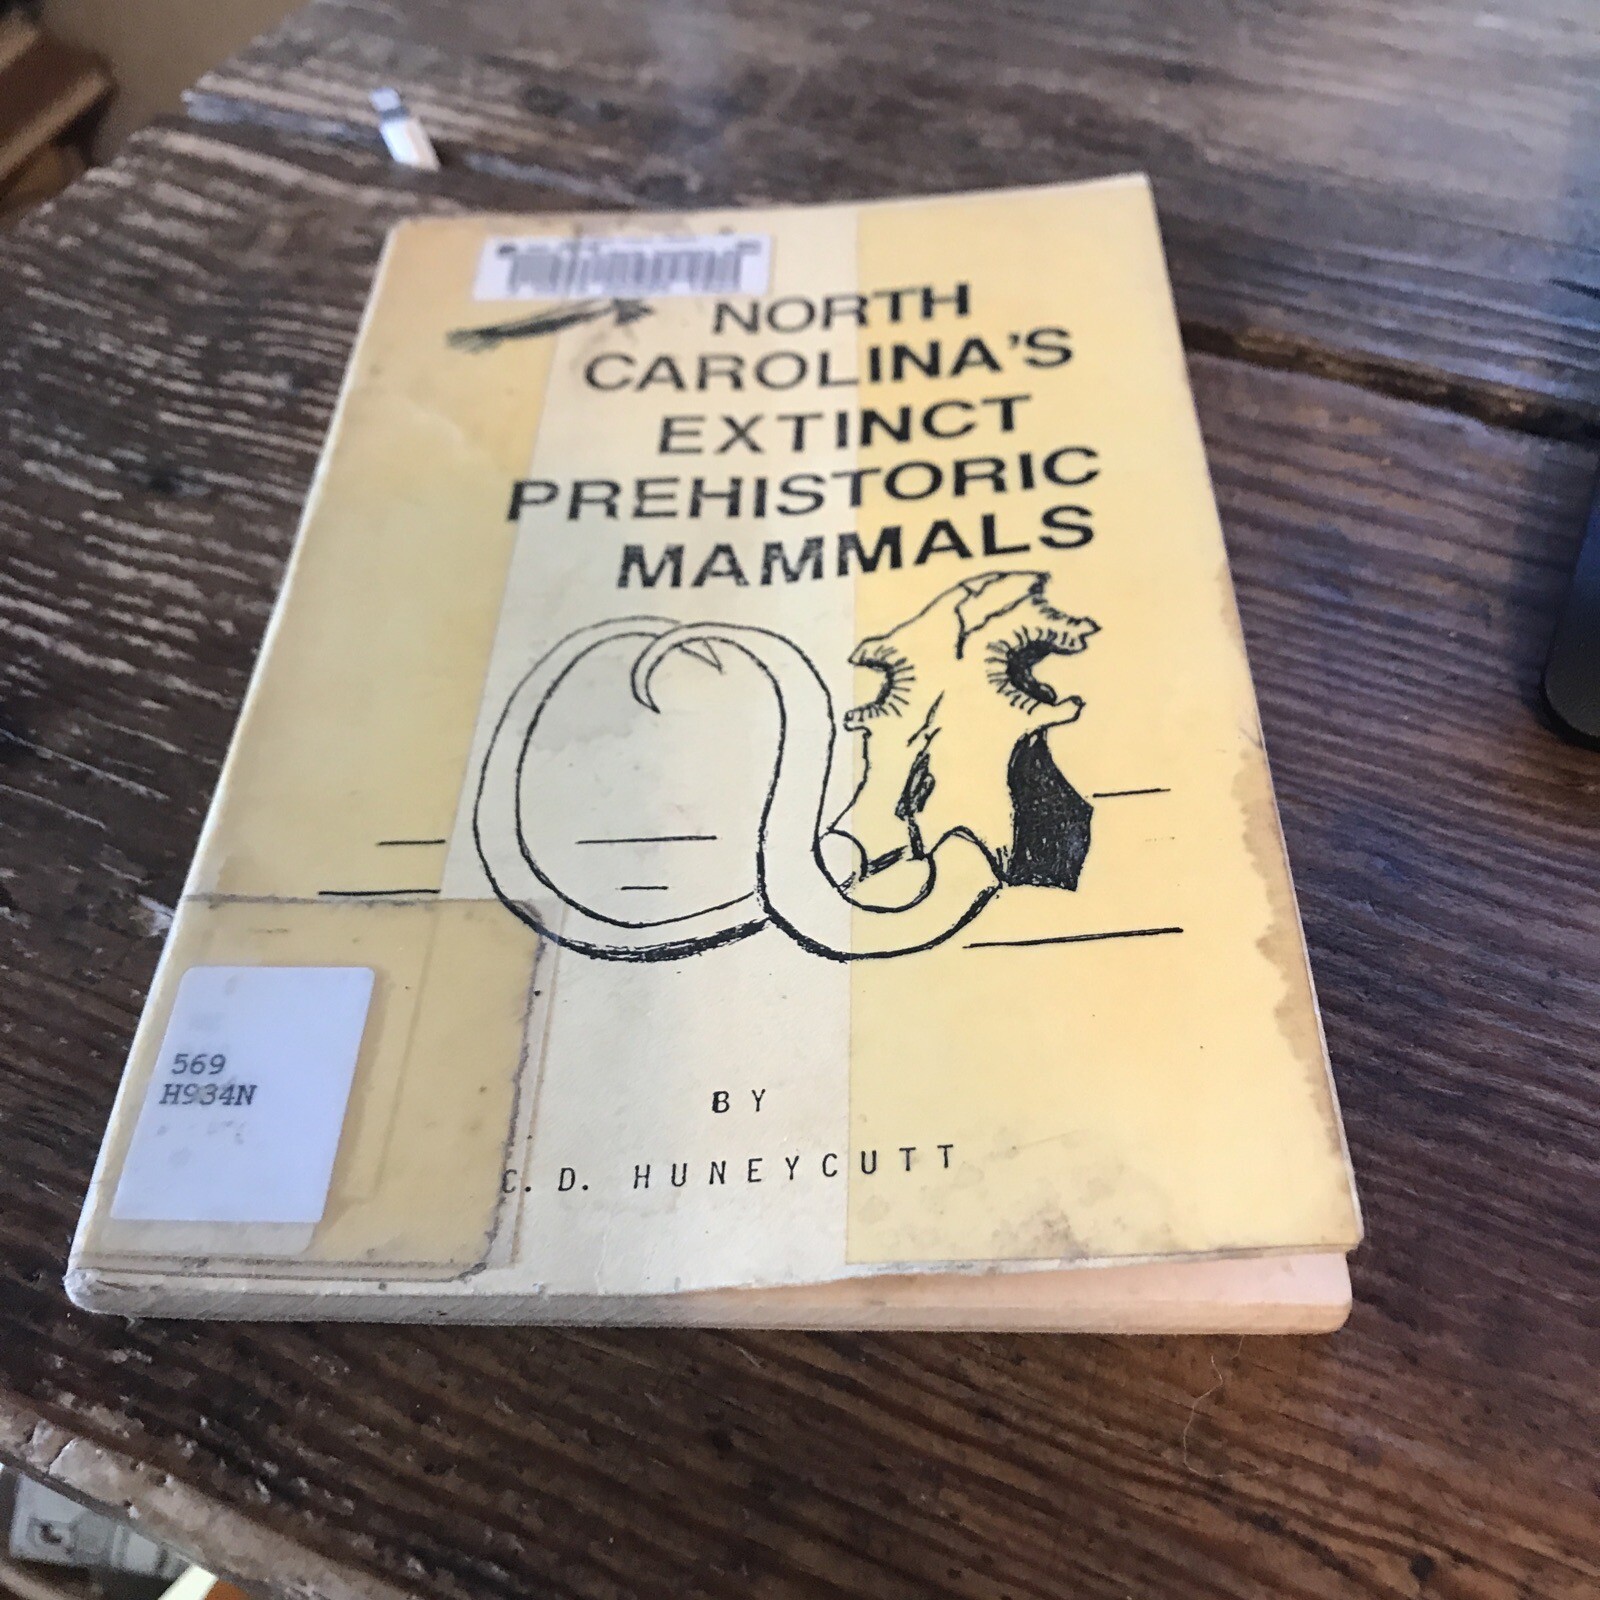 NORTH
CAROLINA'S
EXTINCT
PREHISTORIC
MAMMALS
569
H934N
BY
C. D. HUNEYCUTT